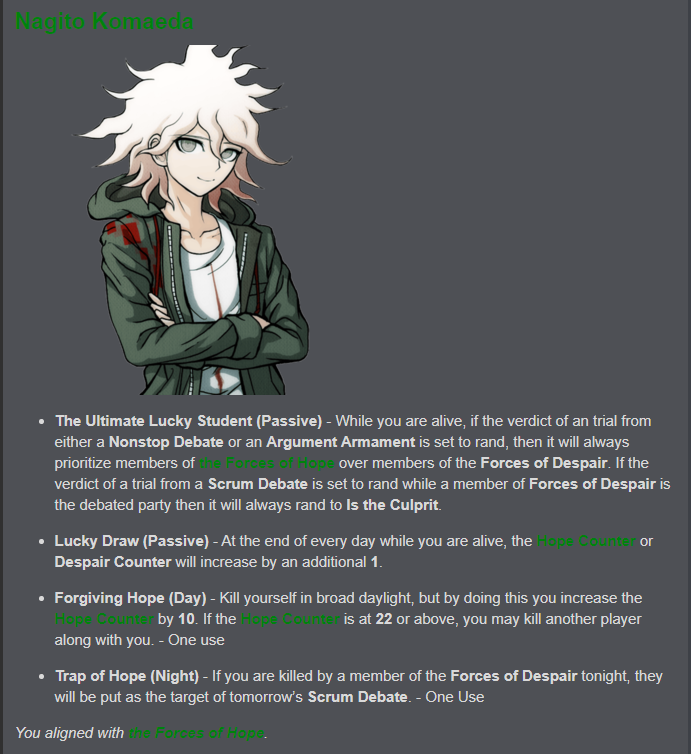 Nagito Komaeda
The Ultimate Lucky Student (Passive) - While you are alive, if the verdict of an trial from
either a Nonstop Debate or an Argument Armament is set to rand, then it will always
prioritize members of the Forces of Hope over members of the Forces of Despair. If the
verdict of a trial from a Scrum Debate is set to rand while a member of Forces of Despair is
the debated party then it will always rand to Is the Culprit.
Lucky Draw (Passive) - At the end of every day while you are alive, the Hope Counter or
Despair Counter will increase by an additional 1.
Forgiving Hope (Day) - Kill yourself in broad daylight, but by doing this you increase the
Hope Counter by 10. If the Hope Counter is at 22 or above, you may kill another player
along with you. - One use
Trap of Hope (Night) - If you are killed by a member of the Forces of Despair tonight, they
will be put as the target of tomorrow's Scrum Debate. - One Use
You aligned with the Forces of Hope.